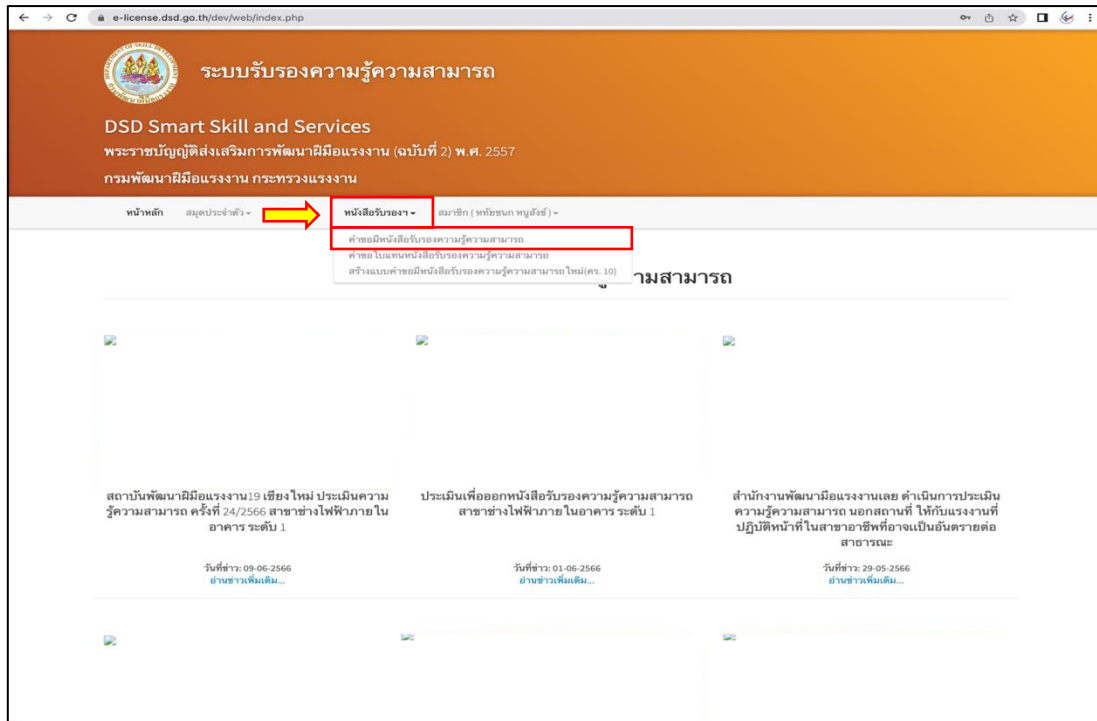 e-license.dsd.go.th/dev/web/index.php
ระบบรับรองความรู้ความสามารถ
DSD Smart Skill and Services
พระราชบัญญัติส่งเสริมการพัฒนาฝีมือแรงงาน (ฉบับที่ 2) พ.ศ. 2557
กรมพัฒนาฝีมือแรงงาน กระทรวงแรงงาน
หน้าหลัก สมุดประจำตัว หนังสือรับรองฯ สมาชิก ( หทัยชนก หนูสังข์ )
คำขอมีหนังสือรับรองความรู้ความสามารถ
คำขอใบแทนหนังสือรับรองความรู้ความสามารถ
สร้างแบบคำขอมีหนังสือรับรองความรู้ความสามารถใหม่(คร. 10)
ามสามารถ
สถาบันพัฒนาฝีมือแรงงาน19 เชียงใหม่ ประเมินความ
รู้ความสามารถ ครั้งที่ 24/2566 สาขาช่างไฟฟ้าภายใน
อาคาร ระดับ 1
วันที่ข่าว: 09-06-2566
อ่านข่าวเพิ่มเติม...
ประเมินเพื่อออกหนังสือรับรองความรู้ความสามารถ
สาขาช่างไฟฟ้าภายในอาคาร ระดับ 1
วันที่ข่าว: 01-06-2566
อ่านข่าวเพิ่มเติม...
สำนักงานพัฒนามือแรงงานเลย ดำเนินการประเมิน
ความรู้ความสามารถ นอกสถานที่ ให้กับแรงงานที่
ปฏิบัติหน้าที่ในสาขาอาชีพที่อาจแป็นอันตรายต่อ
สาธารณะ
วันที่ข่าว: 29-05-2566
อ่านข่าวเพิ่มเติม...